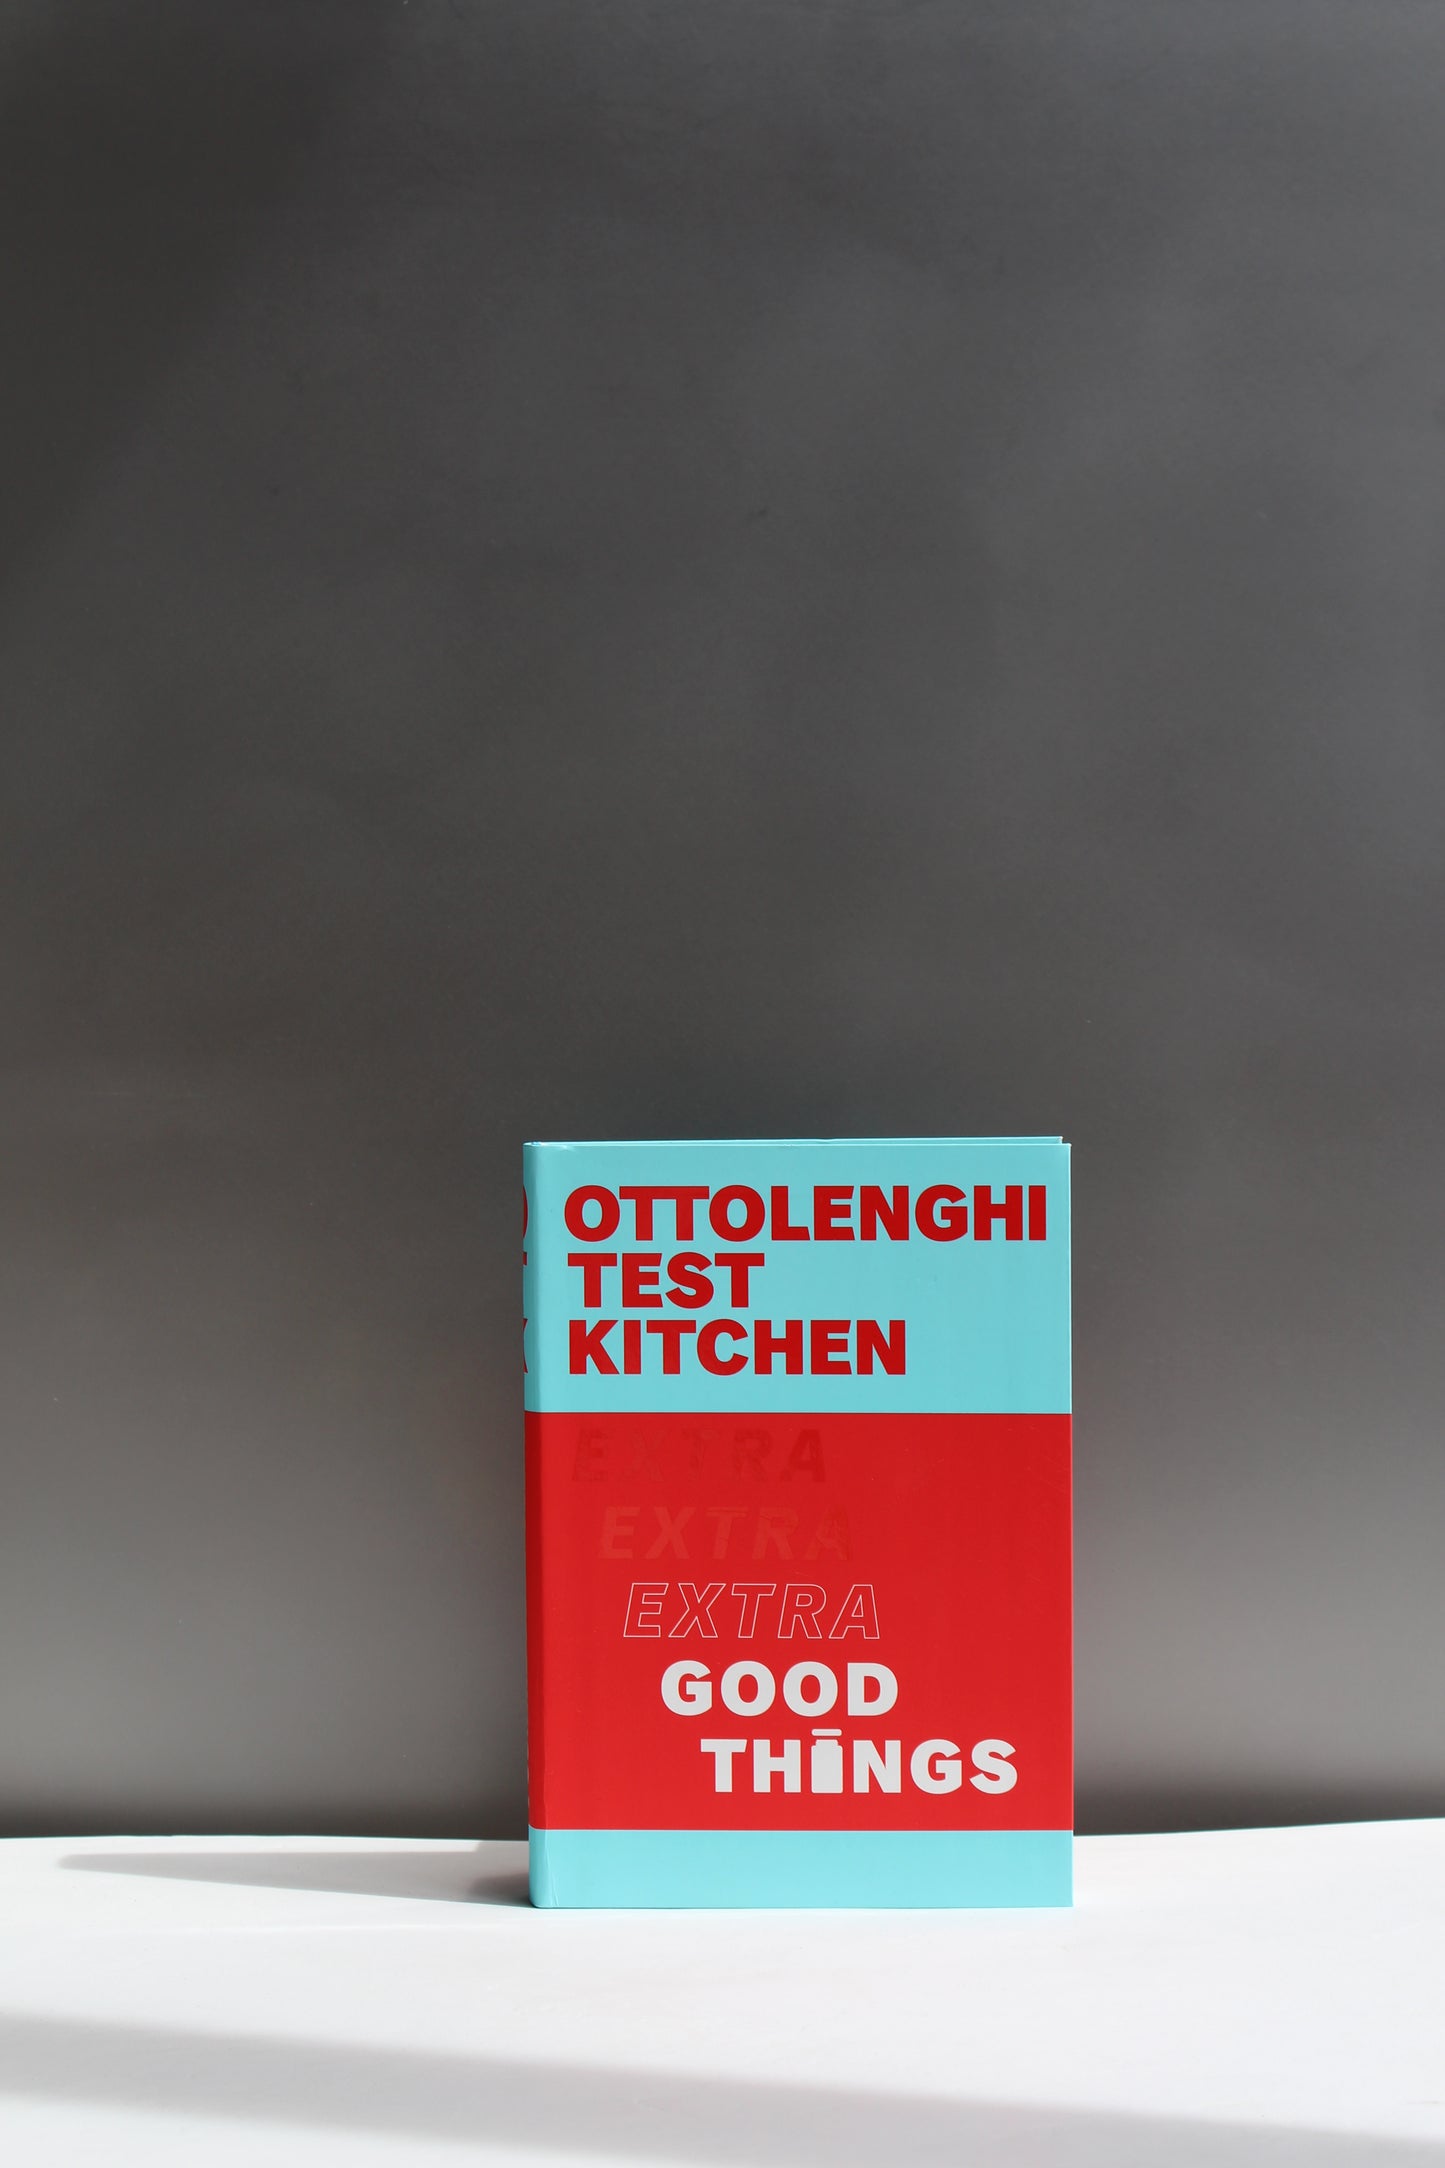 OTTOLENGHI
TEST
KITCHEN
EXTRA
EXTRA
EXTRA
GOOD
THINGS